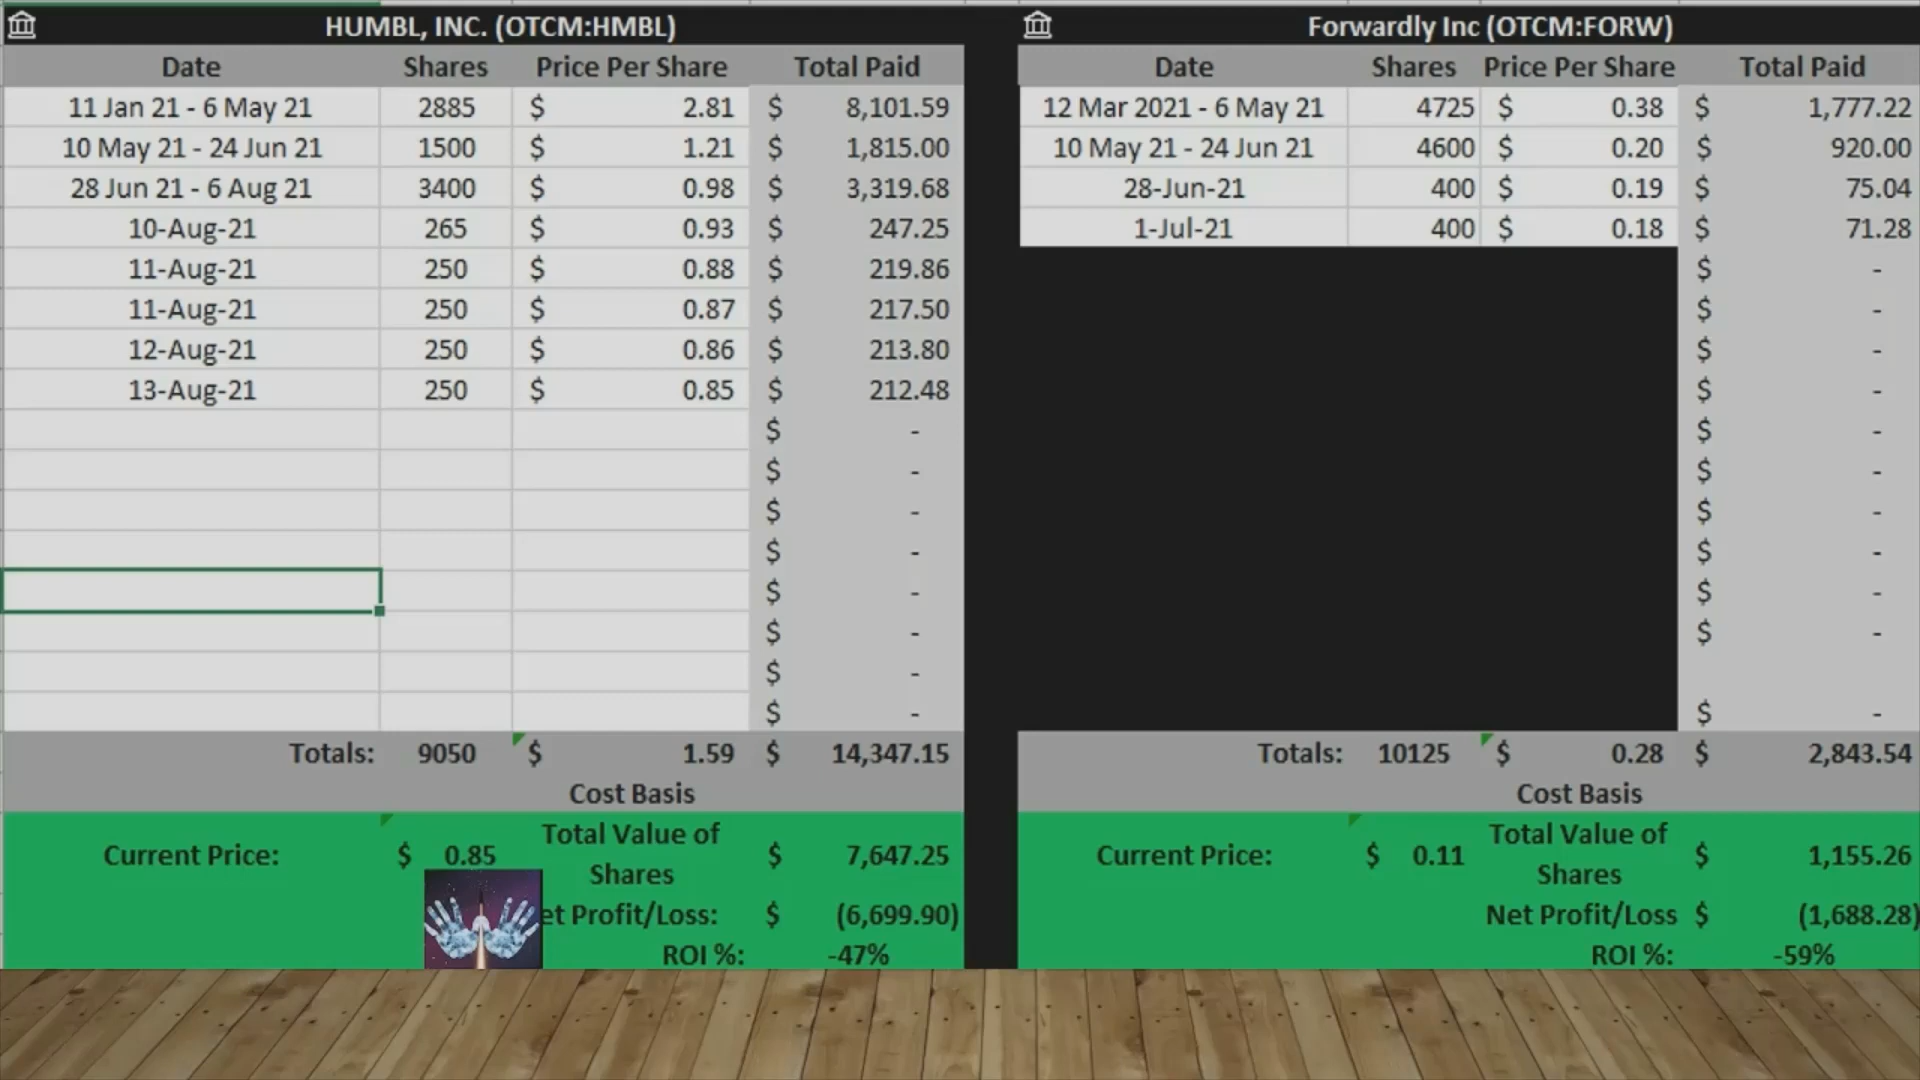 HUMBL, INC. (OTCM:HMBL)
Date Shares Price Per Share Total Paid
11 Jan 21 - 6 May 21 2885 $ 2.81 $ 8,101.59
10 May 21 - 24 Jun 21 1500 $ 1.21 $ 1,815.00
28 Jun 21 - 6 Aug 21 3400 $ 0.98 $ 3,319.68
10-Aug-21 265 $ 0.93 $ 247.25
11-Aug-21 250 $ 0.88 $ 219.86
11-Aug-21 250 $ 0.87 $ 217.50
12-Aug-21 250 $ 0.86 $ 213.80
13-Aug-21 250 $ 0.85 $ 212.48
$ -
$ -
$ -
$ -
$ -
$ -
$ -
$ -
Totals: 9050 $ 1.59 $ 14,347.15
Cost Basis
Current Price: $ 0.85 Total Value of Shares $ 7,647.25
et Profit/Loss: $ (6,699.90)
ROI %: -47%
Forwardly Inc (OTCM:FORW)
Date Shares Price Per Share Total Paid
12 Mar 2021 - 6 May 21 4725 $ 0.38 $ 1,777.22
10 May 21 - 24 Jun 21 4600 $ 0.20 $ 920.00
28-Jun-21 400 $ 0.19 $ 75.04
1-Jul-21 400 $ 0.18 $ 71.28
$ -
$ -
$ -
$ -
$ -
$ -
$ -
$ -
$ -
$ -
$ -
Totals: 10125 $ 0.28 $ 2,843.54
Cost Basis
Current Price: $ 0.11 Total Value of Shares $ 1,155.26
Net Profit/Loss $ (1,688.28)
ROI %: -59%